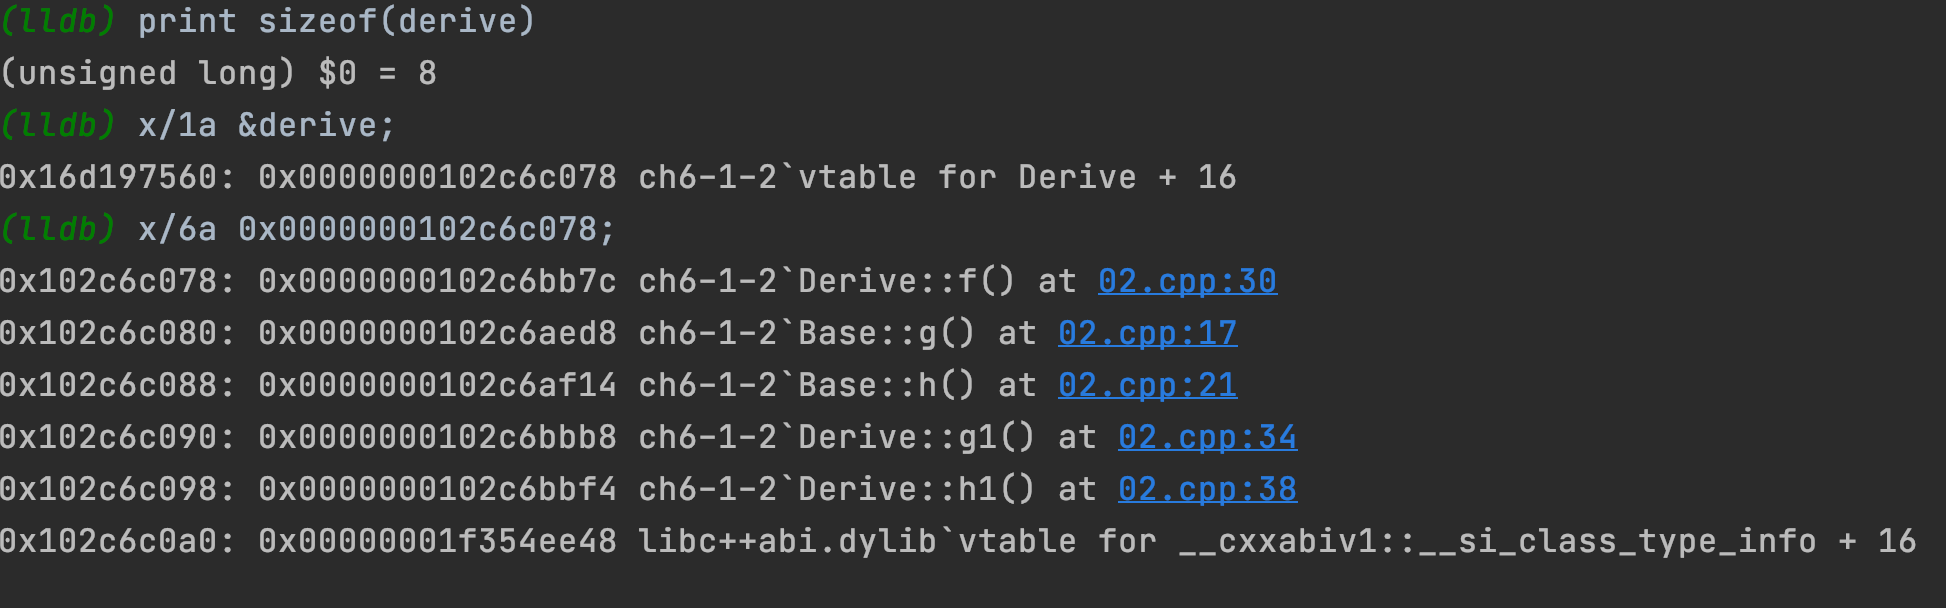 (lldb) print sizeof(derive)
(unsigned long) $0 = 8
(lldb) x/1a &derive;
0x16d197560: 0x0000000102c6c078 ch6-1-2`vtable for Derive + 16
(lldb) x/6a 0x0000000102c6c078;
0x102c6c078: 0x0000000102c6bb7c ch6-1-2`Derive::f() at 02.cpp:30
0x102c6c080: 0x0000000102c6aed8 ch6-1-2`Base::g() at 02.cpp:17
0x102c6c088: 0x0000000102c6af14 ch6-1-2`Base::h() at 02.cpp:21
0x102c6c090: 0x0000000102c6bbb8 ch6-1-2`Derive::g1() at 02.cpp:34
0x102c6c098: 0x0000000102c6bbf4 ch6-1-2`Derive::h1() at 02.cpp:38
0x102c6c0a0: 0x00000001f354ee48 libc++abi.dylib`vtable for __cxxabiv1::__si_class_type_info + 16